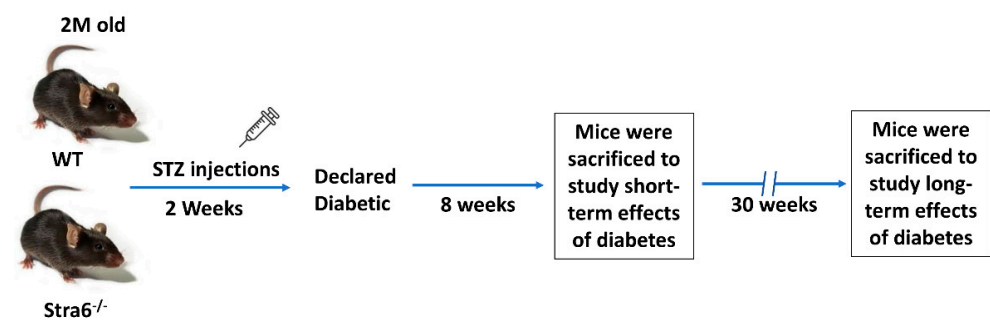 2M old
WT
Stra6-/-
STZ injections
2 Weeks
Declared
Diabetic
8 weeks
Mice were
sacrificed to
study short-
term effects
of diabetes
30 weeks
Mice were
sacrificed to
study long-
term effects
of diabetes